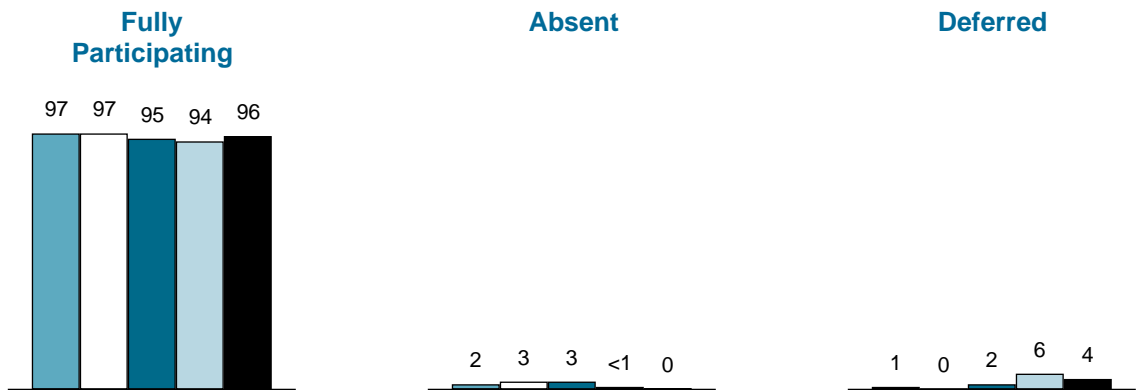 Fully
Participating
Absent
Deferred
97 97 95 94 96
2 3 3 <1 0
1 0 2 6 4